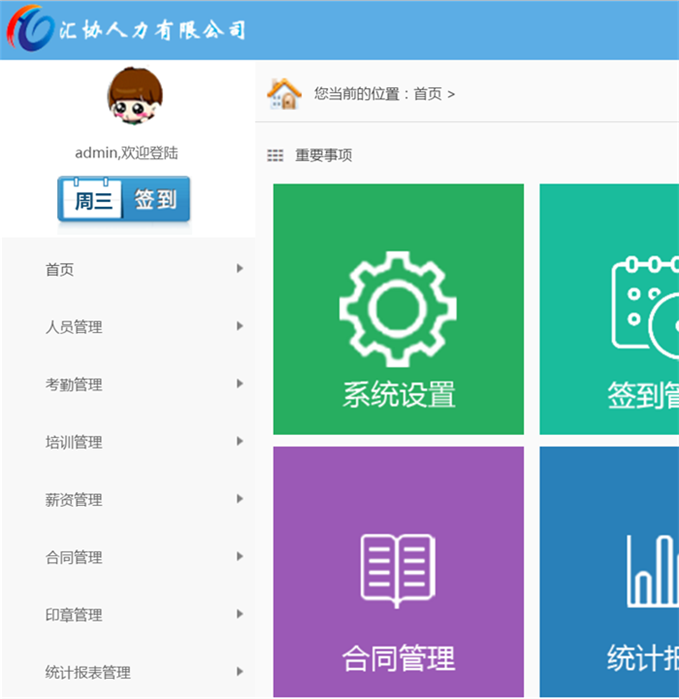 汇协人力有限公司
admin,欢迎登陆
周三 签到
首页
人员管理
考勤管理
培训管理
薪资管理
合同管理
印章管理
统计报表管理
您当前的位置：首页 >
重要事项
系统设置
签到管
合同管理
统计报